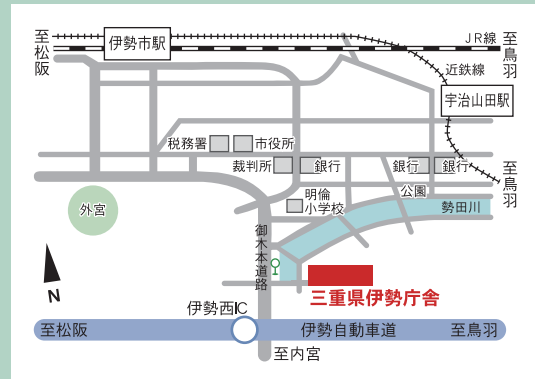 至松阪
伊勢市駅
JR線
至鳥羽
近鉄線
宇治山田駅
税務署
市役所
裁判所
銀行
銀行
銀行
至鳥羽
明倫
小学校
公園
勢田川
外宮
御木本道路
三重県伊勢庁舎
N
伊勢西IC
至松阪
伊勢自動車道
至鳥羽
至内宮